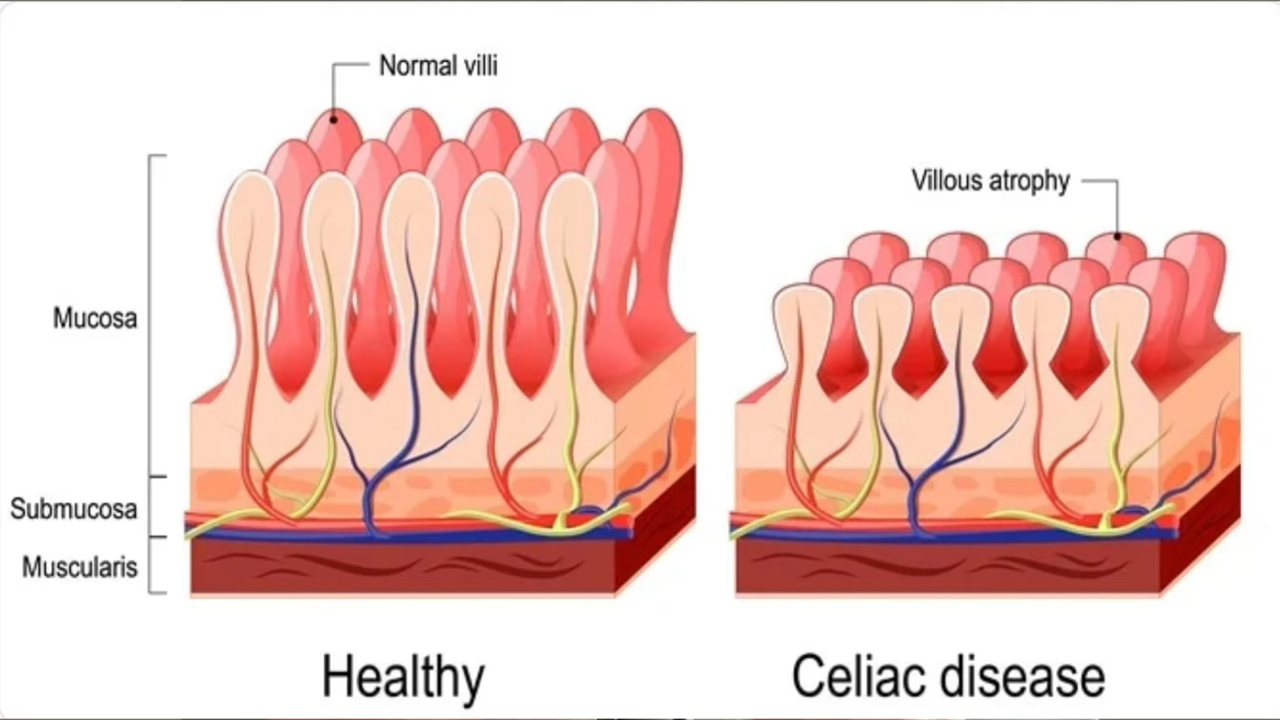 Normal villi
Villous atrophy
Mucosa
Submucosa
Muscularis
Healthy
Celiac disease